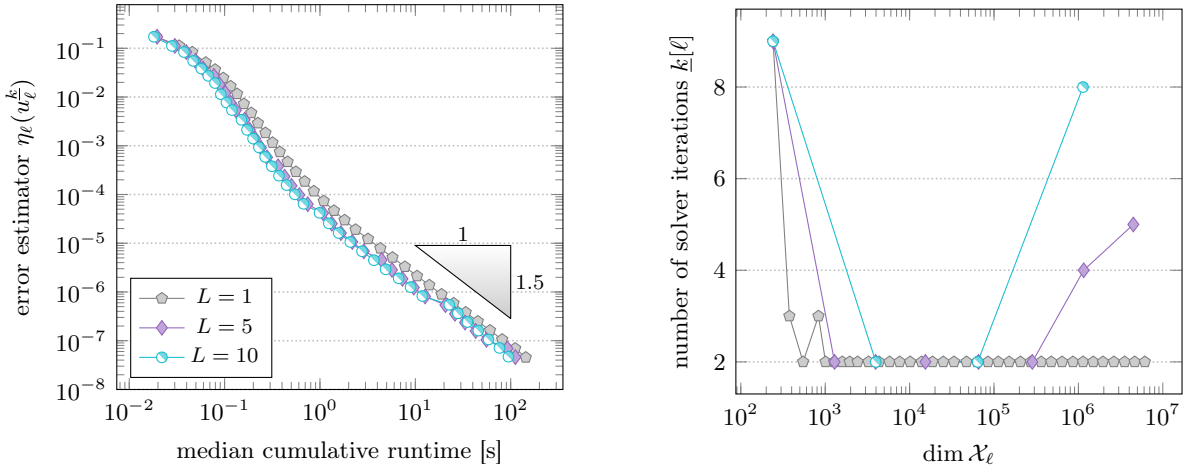 error estimator η_ℓ(u_ℓ^{\underline{k}})
10^{−1}
10^{−2}
10^{−3}
10^{−4}
10^{−5}
10^{−6}
10^{−7}
10^{−8}
1
1.5
L = 1
L = 5
L = 10
10^{−2} 10^{−1} 10^{0} 10^{1} 10^{2}
median cumulative runtime [s]
number of solver iterations \underline{k}[ℓ]
8
6
4
2
10^{2} 10^{3} 10^{4} 10^{5} 10^{6} 10^{7}
dim 𝒳_ℓ